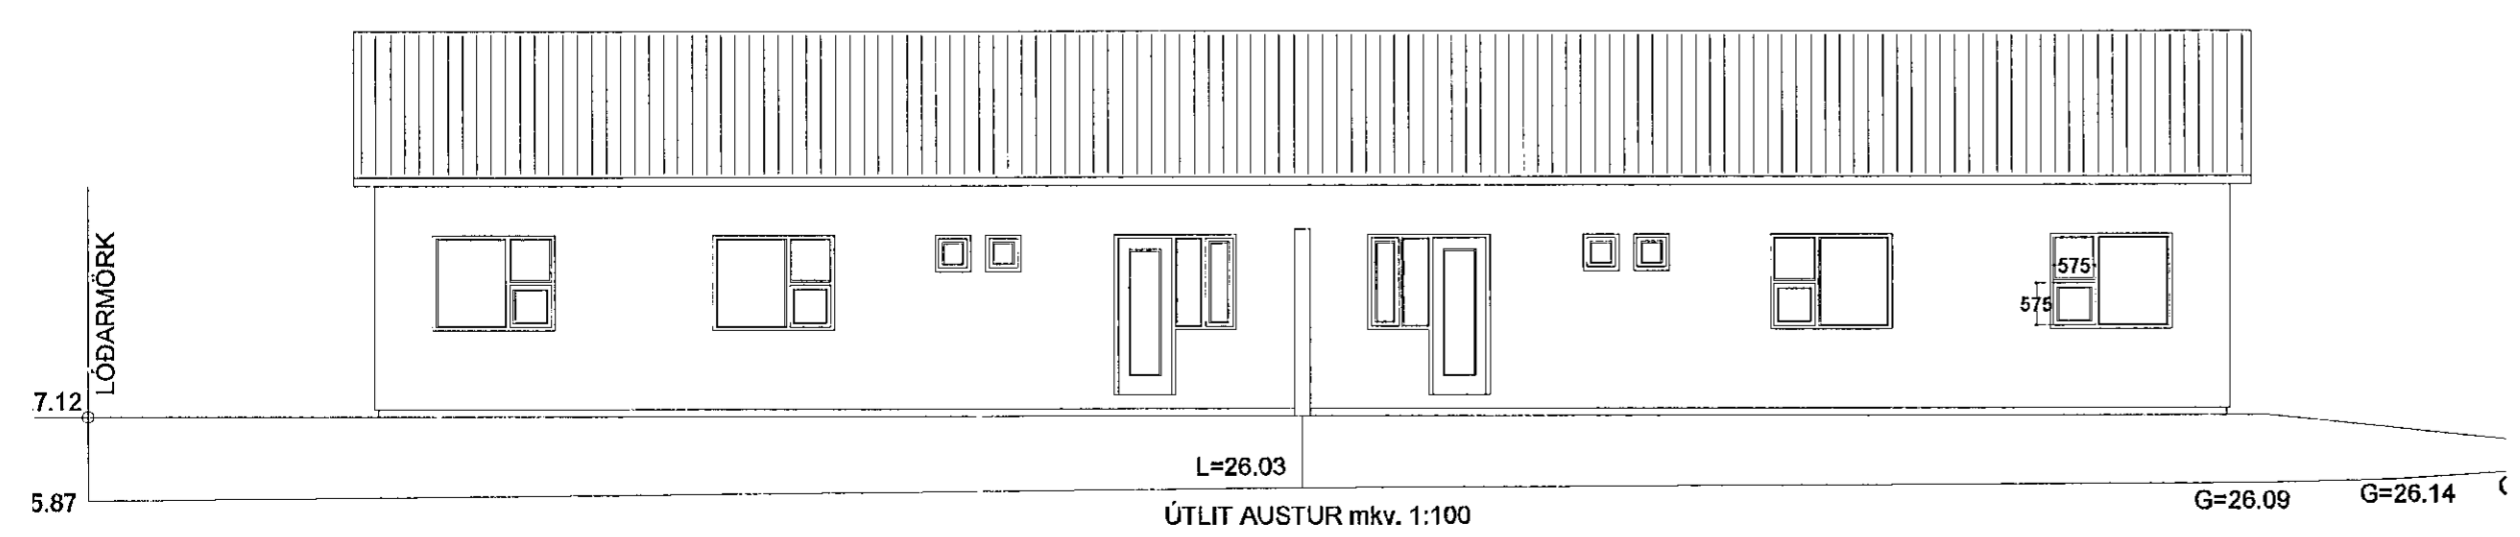 LÓÐARMÖRK
575
575
7.12
L=26.03
5.87
G=26.09
G=26.14
ÚTLIT AUSTUR mkv. 1:100